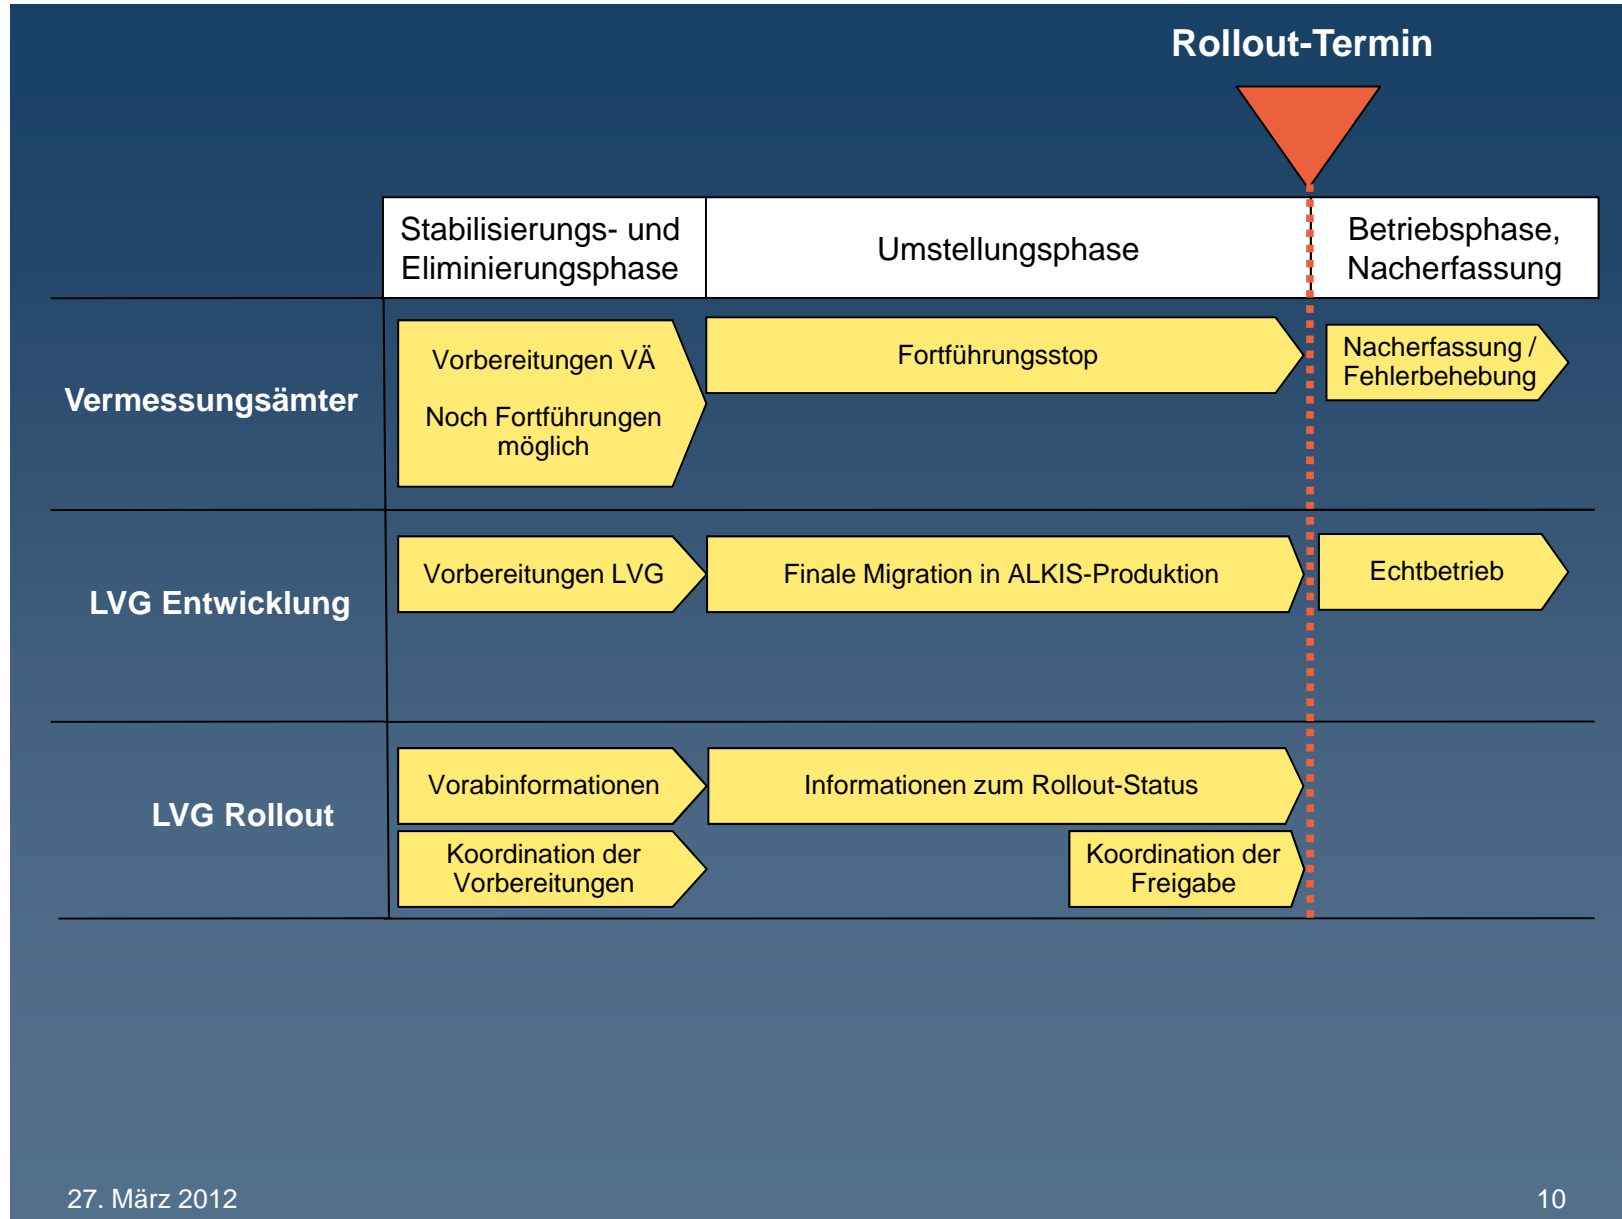 Rollout-Termin
Stabilisierungs- und
Eliminierungsphase
Umstellungsphase
Betriebsphase,
Nacherfassung
Vermessungsämter
Vorbereitungen VÄ
Noch Fortführungen
möglich
Fortführungsstop
Nacherfassung /
Fehlerbehebung
LVG Entwicklung
Vorbereitungen LVG
Finale Migration in ALKIS-Produktion
Echtbetrieb
LVG Rollout
Vorabinformationen
Informationen zum Rollout-Status
Koordination der
Vorbereitungen
Koordination der
Freigabe
27. März 2012
10